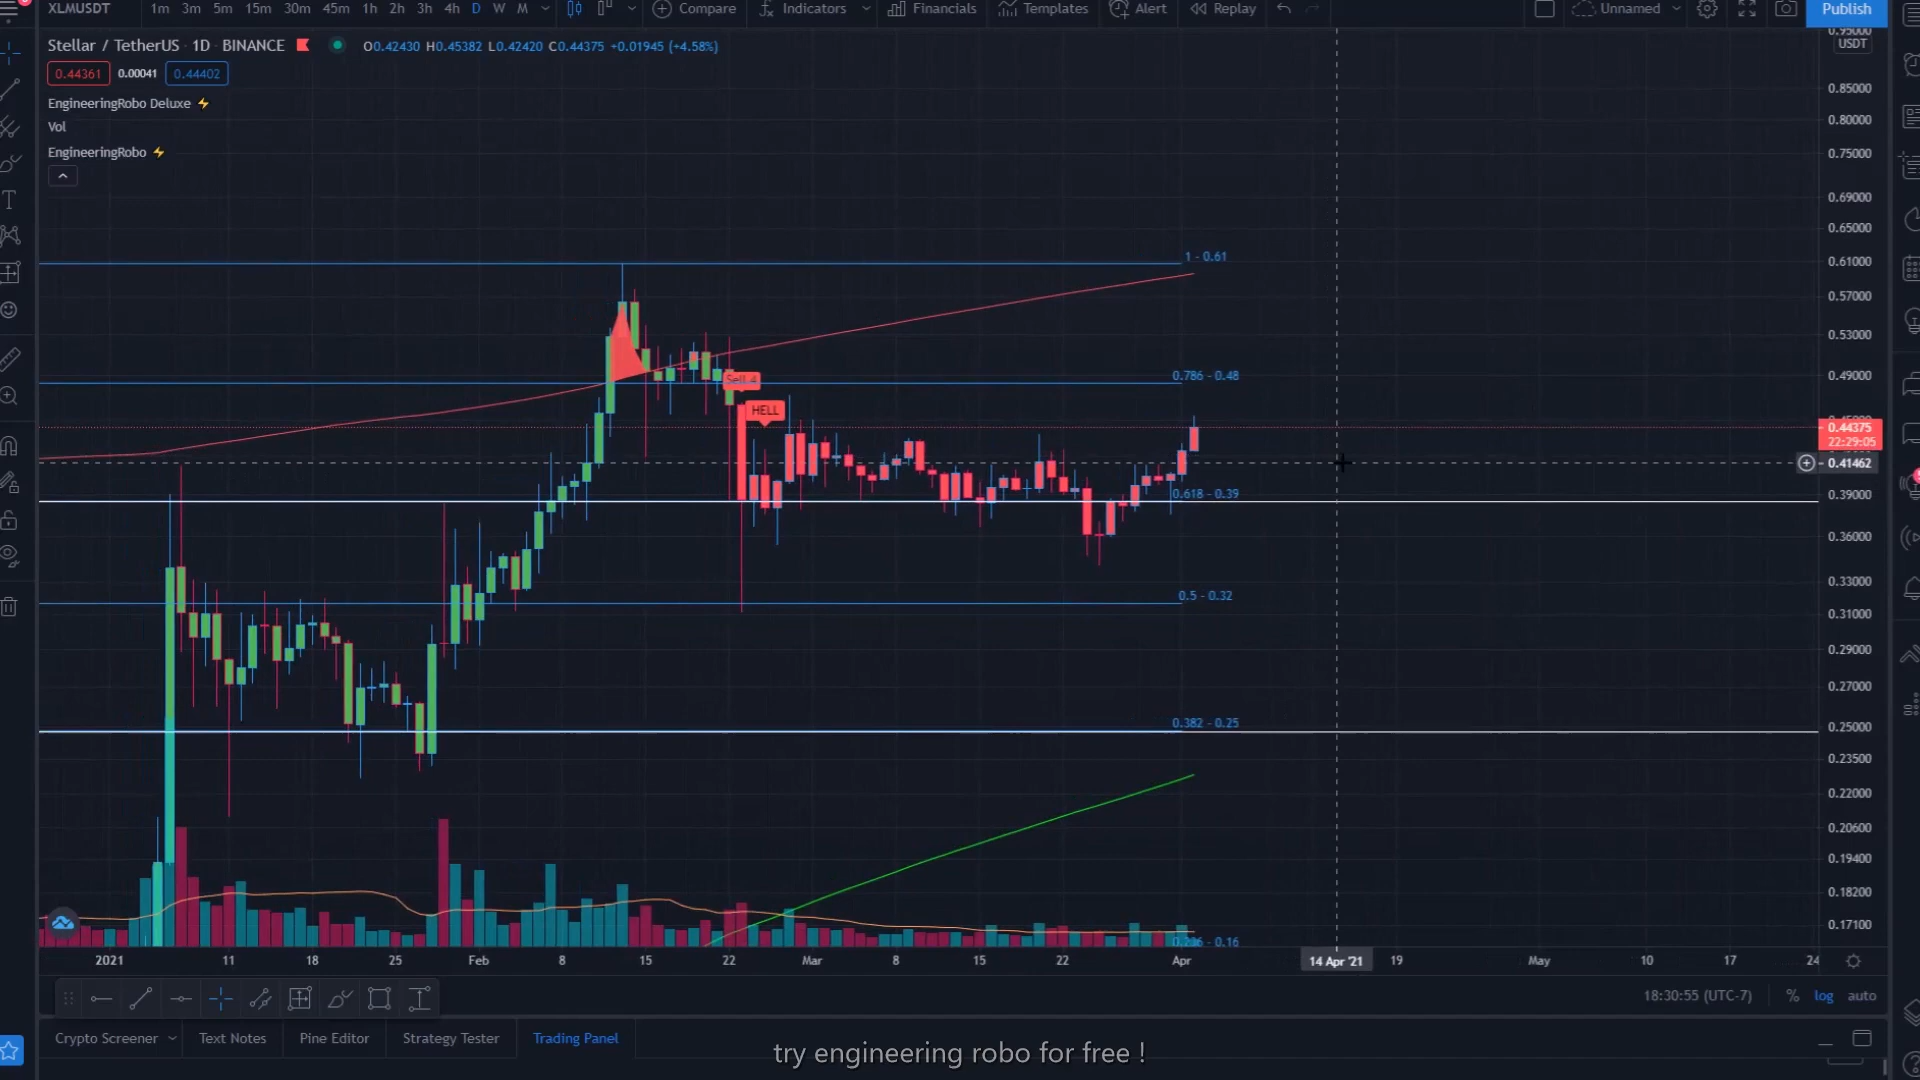 XLMUSDT 1m 3m 5m 15m 30m 45m 1h 2h 3h 4h D W M Compare Indicators Financials Templates Alert Replay Unnamed Publish
Stellar / TetherUS · 1D · BINANCE O0.42430 H0.45382 L0.42420 C0.44375 +0.01945 (+4.58%)
0.44361 0.00041 0.44402
EngineeringRobo Deluxe
Vol
EngineeringRobo
USDT
0.85000
0.80000
0.75000
0.69000
0.65000
1 - 0.61
0.61000
0.57000
0.53000
0.786 - 0.48
0.49000
Sell 4
HELL
0.44375
22:29:05
0.41462
0.618 - 0.39
0.39000
0.36000
0.33000
0.5 - 0.32
0.31000
0.29000
0.27000
0.382 - 0.25
0.25000
0.23500
0.22000
0.20600
0.19400
0.18200
0.17100
2021 11 18 25 Feb 8 15 22 Mar 8 15 22 Apr 14 Apr '21 19 May 10 17 24
18:30:55 (UTC-7) % log auto
Crypto Screener Text Notes Pine Editor Strategy Tester Trading Panel
try engineering robo for free !